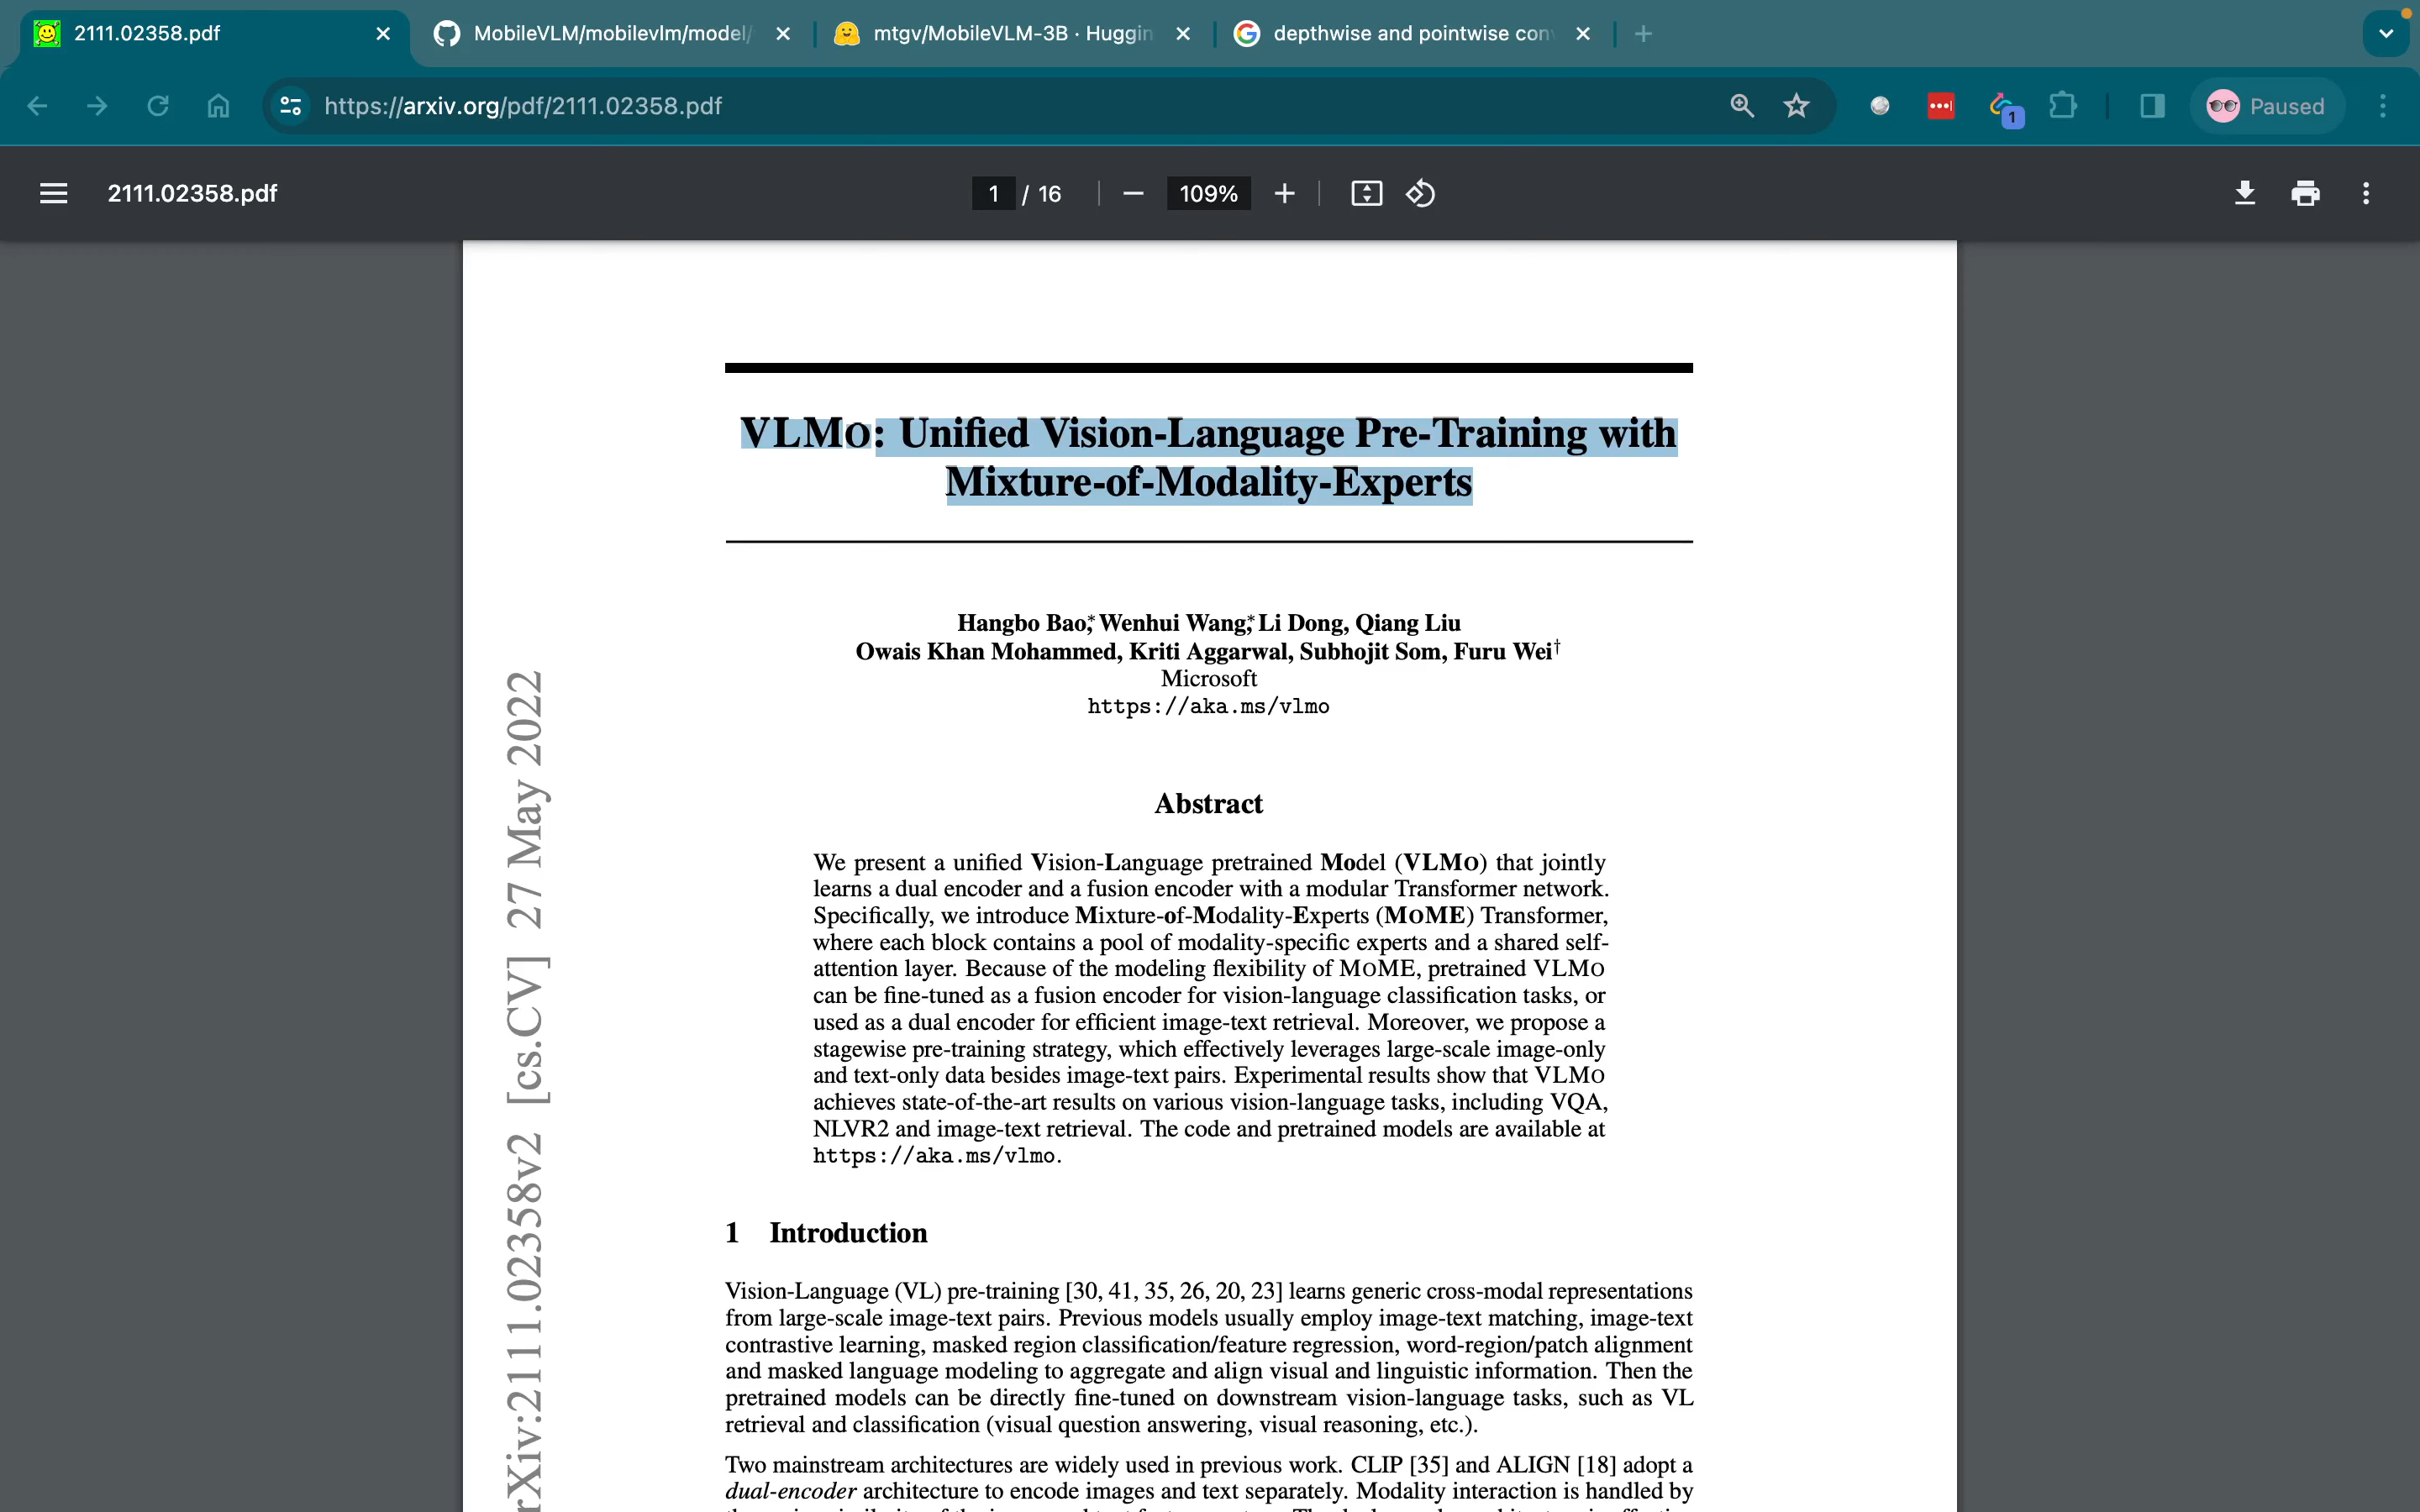 2111.02358.pdf
MobileVLM/mobilevlm/model/
mtgv/MobileVLM-3B · Huggin
depthwise and pointwise con
https://arxiv.org/pdf/2111.02358.pdf
1
Paused
2111.02358.pdf
1 / 16
109%
VLMO: Unified Vision-Language Pre-Training with
Mixture-of-Modality-Experts
Hangbo Bao,* Wenhui Wang,* Li Dong, Qiang Liu
Owais Khan Mohammed, Kriti Aggarwal, Subhojit Som, Furu Wei†
Microsoft
https://aka.ms/vlmo
Abstract
We present a unified Vision-Language pretrained Model (VLMO) that jointly
learns a dual encoder and a fusion encoder with a modular Transformer network.
Specifically, we introduce Mixture-of-Modality-Experts (MOME) Transformer,
where each block contains a pool of modality-specific experts and a shared self-
attention layer. Because of the modeling flexibility of MOME, pretrained VLMO
can be fine-tuned as a fusion encoder for vision-language classification tasks, or
used as a dual encoder for efficient image-text retrieval. Moreover, we propose a
stagewise pre-training strategy, which effectively leverages large-scale image-only
and text-only data besides image-text pairs. Experimental results show that VLMO
achieves state-of-the-art results on various vision-language tasks, including VQA,
NLVR2 and image-text retrieval. The code and pretrained models are available at
https://aka.ms/vlmo.
1 Introduction
Vision-Language (VL) pre-training [30, 41, 35, 26, 20, 23] learns generic cross-modal representations
from large-scale image-text pairs. Previous models usually employ image-text matching, image-text
contrastive learning, masked region classification/feature regression, word-region/patch alignment
and masked language modeling to aggregate and align visual and linguistic information. Then the
pretrained models can be directly fine-tuned on downstream vision-language tasks, such as VL
retrieval and classification (visual question answering, visual reasoning, etc.).
Two mainstream architectures are widely used in previous work. CLIP [35] and ALIGN [18] adopt a
dual-encoder architecture to encode images and text separately. Modality interaction is handled by
rXiv:2111.02358v2 [cs.CV] 27 May 2022